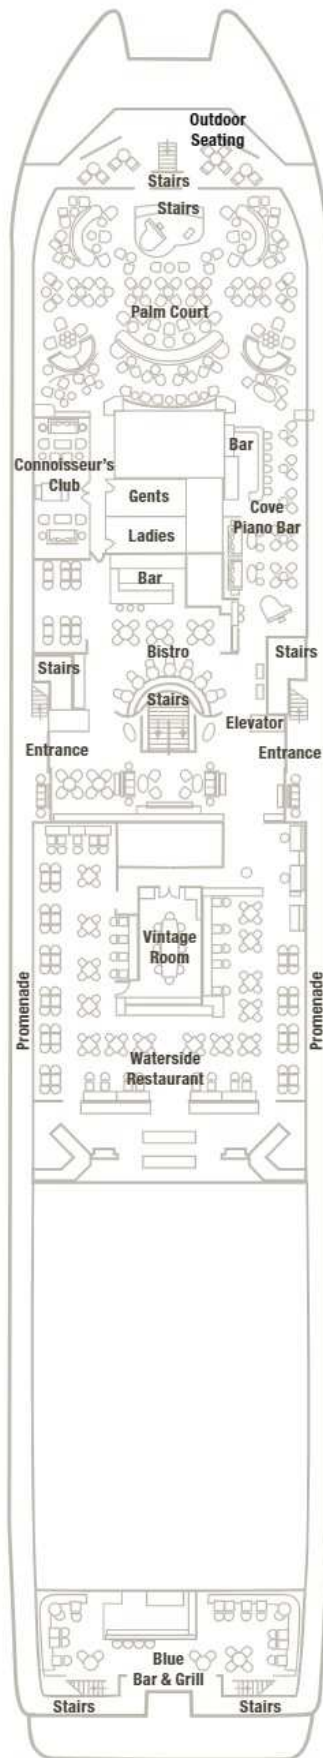 Outdoor
Seating
Stairs
Stairs
Palm Court
Bar
Connoisseur's
Club
Gents
Cove
Piano Bar
Ladies
Bar
Bistro
Stairs
Stairs
Stairs
Elevator
Entrance
Entrance
Vintage
Room
Promenade
Promenade
Waterside
Restaurant
Blue
Bar & Grill
Stairs
Stairs